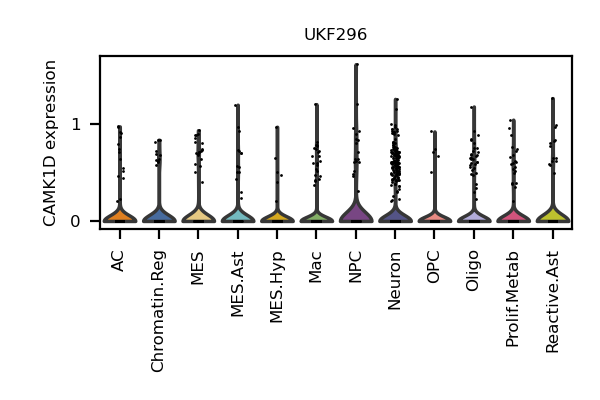 UKF296
CAMK1D expression
1
0
AC
Chromatin.Reg
MES
MES.Ast
MES.Hyp
Mac
NPC
Neuron
OPC
Oligo
Prolif.Metab
Reactive.Ast